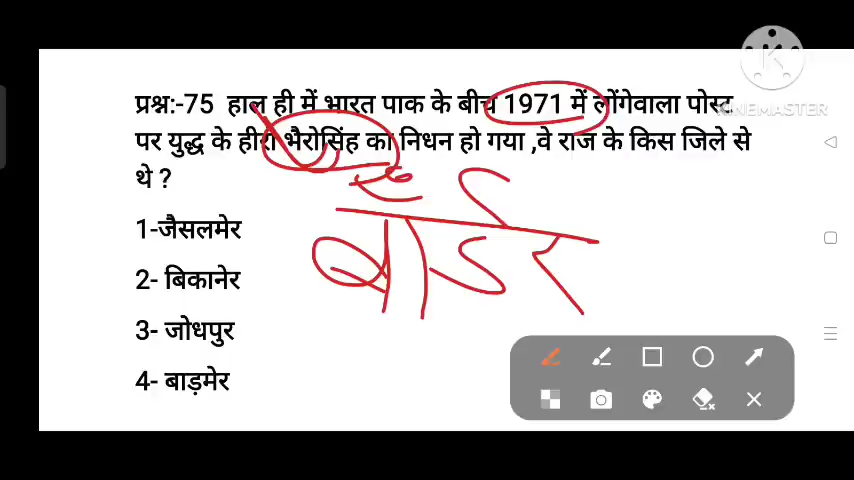 प्रश्न:-75 हाल ही में भारत पाक के बीच 1971 में लोंगेवाला पोस्ट
पर युद्ध के हीरो भैरोसिंह का निधन हो गया ,वे राज के किस जिले से
थे ?
1-जैसलमेर
2- बिकानेर
3- जोधपुर
4- बाड़मेर
बॉर्डर
KINEMASTER